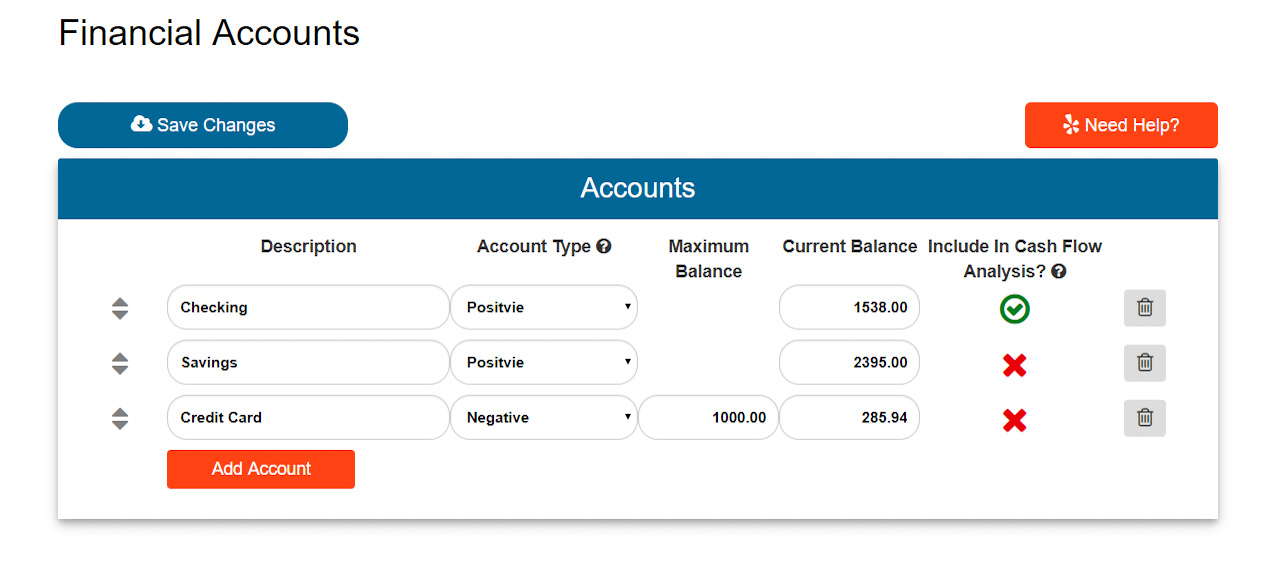 Financial Accounts
Save Changes
Need Help?
Accounts
Description Account Type Maximum Balance Current Balance Include In Cash Flow Analysis?
Checking Positvie 1538.00
Savings Positvie 2395.00
Credit Card Negative 1000.00 285.94
Add Account